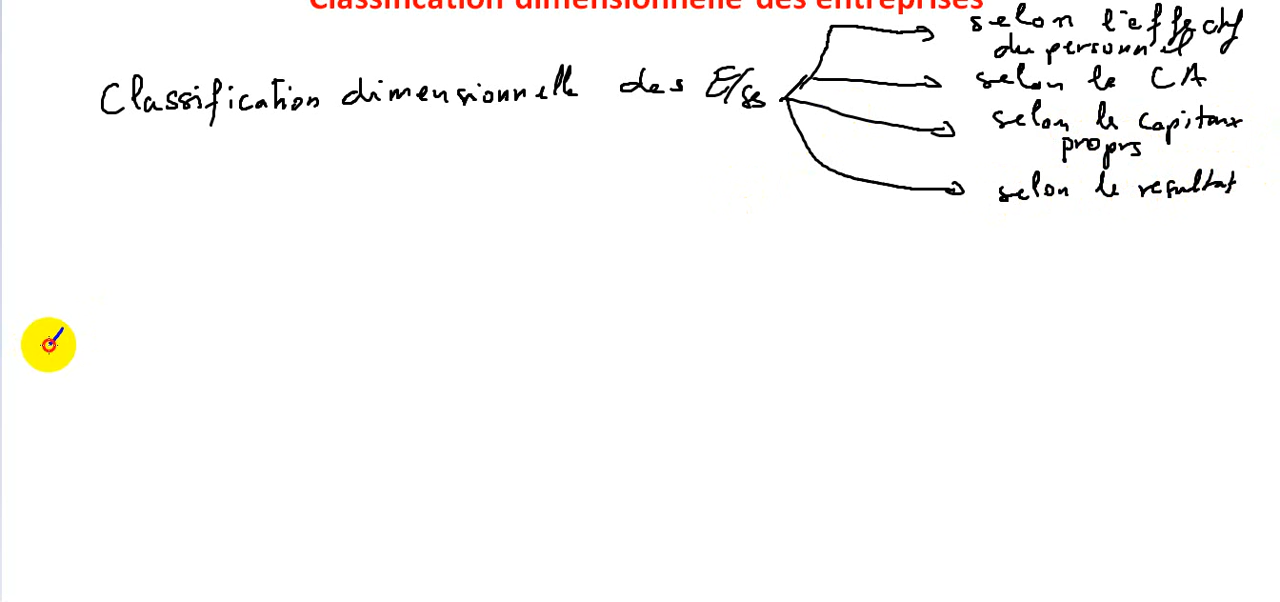 Classification dimensionnelle des entreprises
Classification dimensionnelle des E/ses
selon l'effectif
du personnel
selon le CA
selon le capitaux
propres
selon le resultat